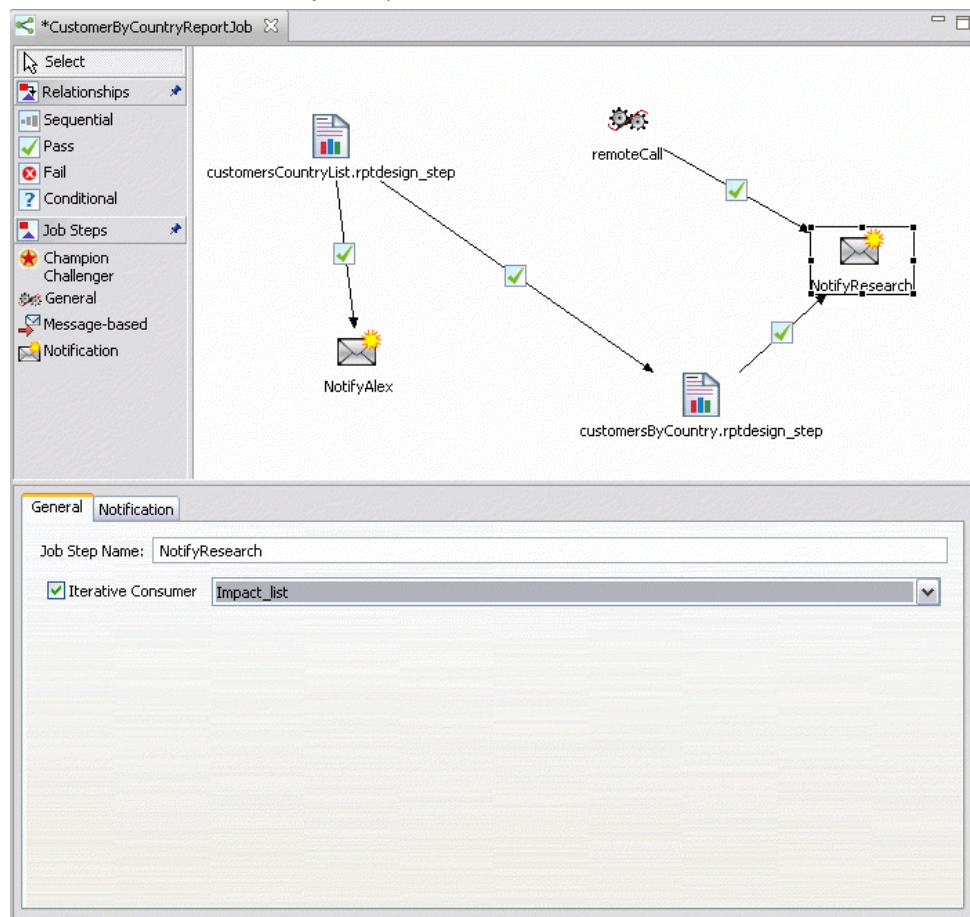 *CustomerByCountryReportJob
Select
Relationships
Sequential
Pass
Fail
Conditional
Job Steps
Champion
Challenger
General
Message-based
Notification
customersCountryList.rptdesign_step
remoteCall
NotifyResearch
NotifyAlex
customersByCountry.rptdesign_step
General Notification
Job Step Name: NotifyResearch
Iterative Consumer Impact_list